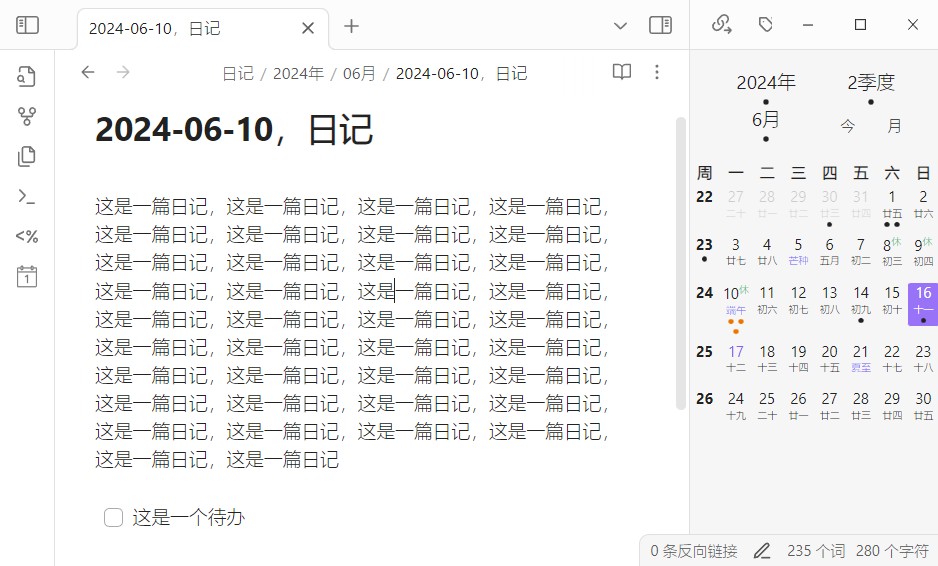 2024-06-10，日记
日记 / 2024年 / 06月 / 2024-06-10，日记
<%
1
2024-06-10，日记
这是一篇日记，这是一篇日记，这是一篇日记，这是一篇日记，
这是一篇日记，这是一篇日记，这是一篇日记，这是一篇日记，
这是一篇日记，这是一篇日记，这是一篇日记，这是一篇日记，
这是一篇日记，这是一篇日记，这是一篇日记，这是一篇日记，
这是一篇日记，这是一篇日记，这是一篇日记，这是一篇日记，
这是一篇日记，这是一篇日记，这是一篇日记，这是一篇日记，
这是一篇日记，这是一篇日记，这是一篇日记，这是一篇日记，
这是一篇日记，这是一篇日记，这是一篇日记，这是一篇日记，
这是一篇日记，这是一篇日记，这是一篇日记，这是一篇日记，
这是一篇日记，这是一篇日记
这是一个待办
2024年 2季度
6月 今 月
周 一 二 三 四 五 六 日
22 27 28 29 30 31 1 2
二十 廿一 廿二 廿三 廿四 廿五 廿六
23 3 4 5 6 7 8休 9休
廿七 廿八 芒种 五月 初二 初三 初四
24 10休 11 12 13 14 15 16
端午 初六 初七 初八 初九 初十 十一
25 17 18 19 20 21 22 23
十二 十三 十四 十五 夏至 十七 十八
26 24 25 26 27 28 29 30
十九 二十 廿一 廿二 廿三 廿四 廿五
0 条反向链接 235 个词 280 个字符